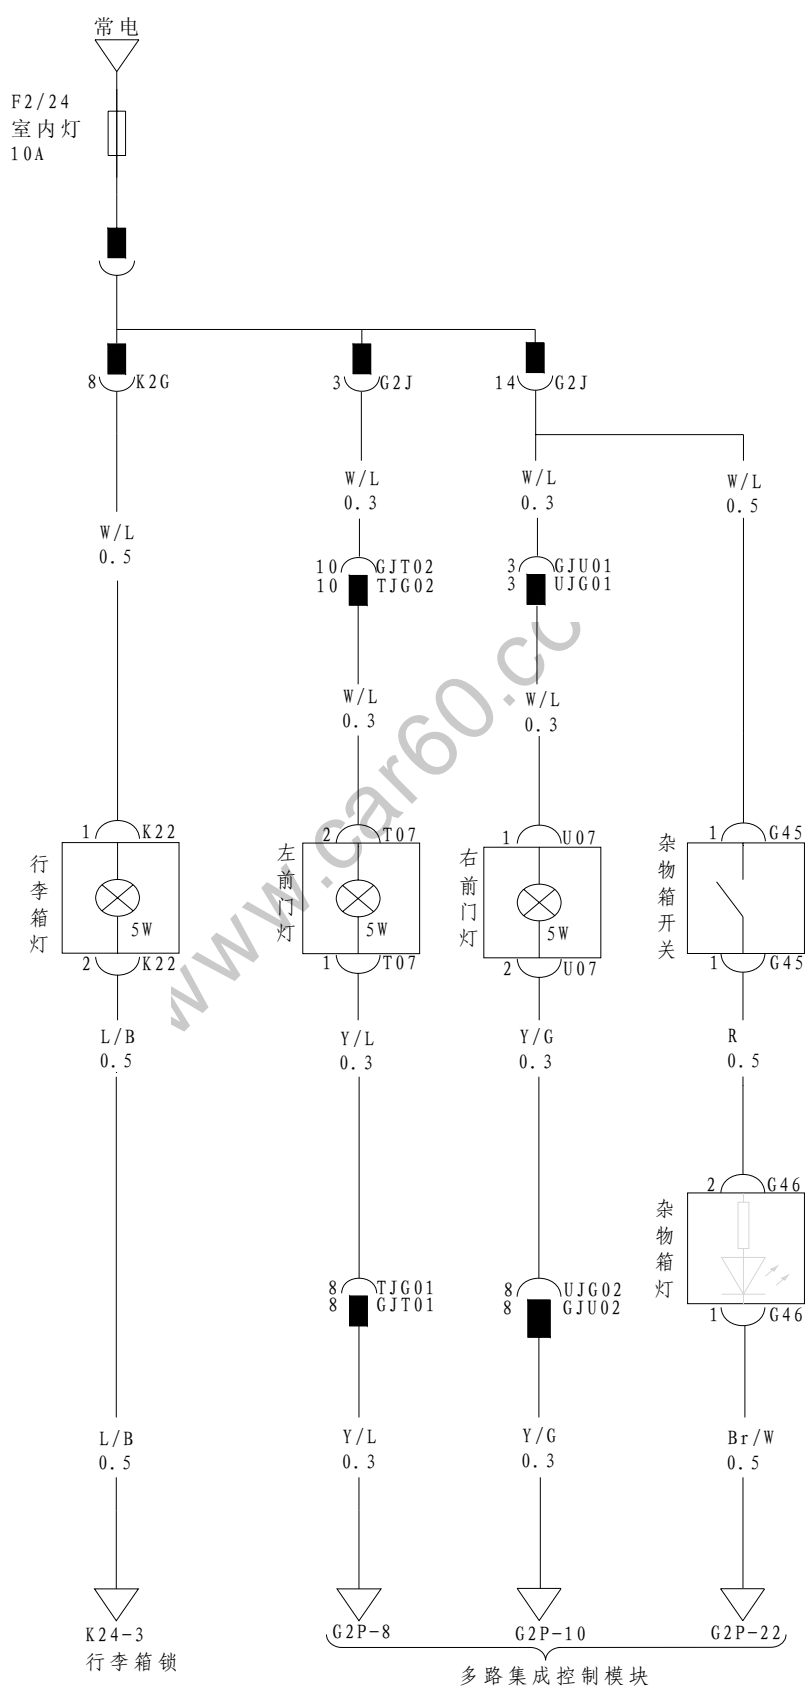 常电
F2/24
室内灯
10A
8 K2G
3 G2J
14 G2J
W/L
0.5
W/L
0.3
W/L
0.3
W/L
0.5
10 GJT02
10 TJG02
3 GJU01
3 UJG01
W/L
0.3
W/L
0.3
1 K22
行李箱灯
5W
2 K22
2 T07
左前门灯
5W
1 T07
1 U07
右前门灯
5W
2 U07
1 G45
杂物箱开关
1 G45
L/B
0.5
Y/L
0.3
Y/G
0.3
R
0.5
2 G46
杂物箱灯
1 G46
8 TJG01
8 GJT01
8 UJG02
8 GJU02
L/B
0.5
Y/L
0.3
Y/G
0.3
Br/W
0.5
K24-3
行李箱锁
G2P-8
G2P-10
G2P-22
多路集成控制模块
www.car60.co